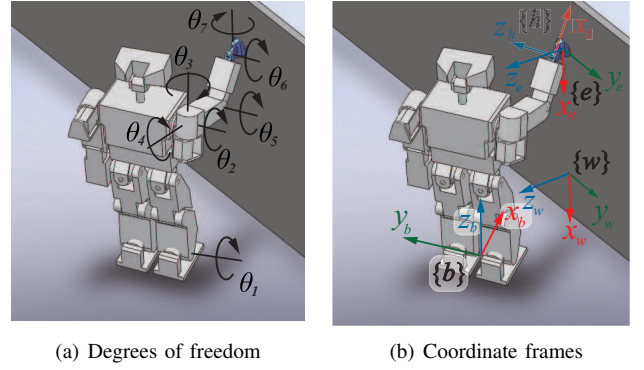 θ7
θ3
θ6
θ4
θ2
θ5
θ1
{h}
zh
ze
ye
{e}
xe
{w}
zb
xb
zw
yw
yb
xw
{b}
(a) Degrees of freedom
(b) Coordinate frames